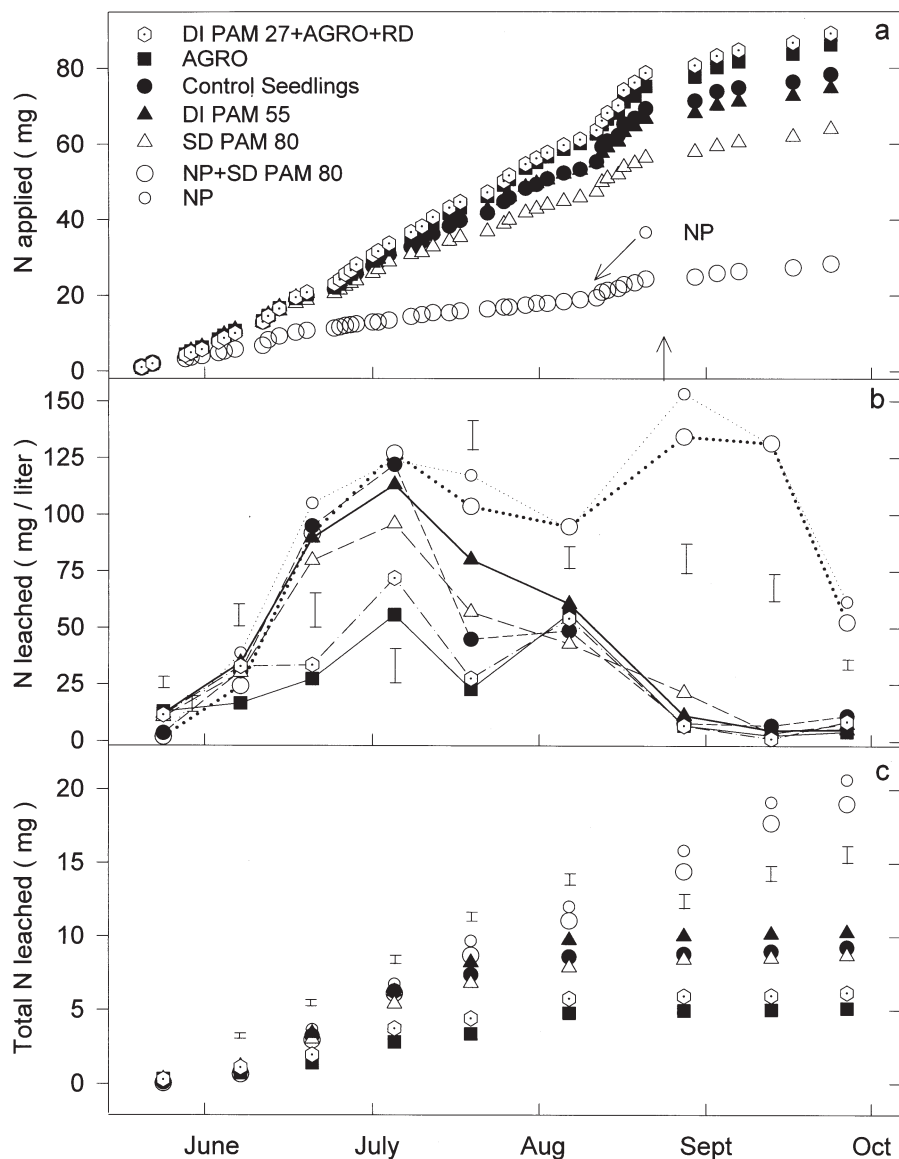 a
DI PAM 27+AGRO+RD
AGRO
Control Seedlings
DI PAM 55
SD PAM 80
NP+SD PAM 80
NP
NP
N applied ( mg )
80
60
40
20
0
b
N leached ( mg / liter )
150
125
100
75
50
25
0
c
Total N leached ( mg )
20
15
10
5
0
June July Aug Sept Oct